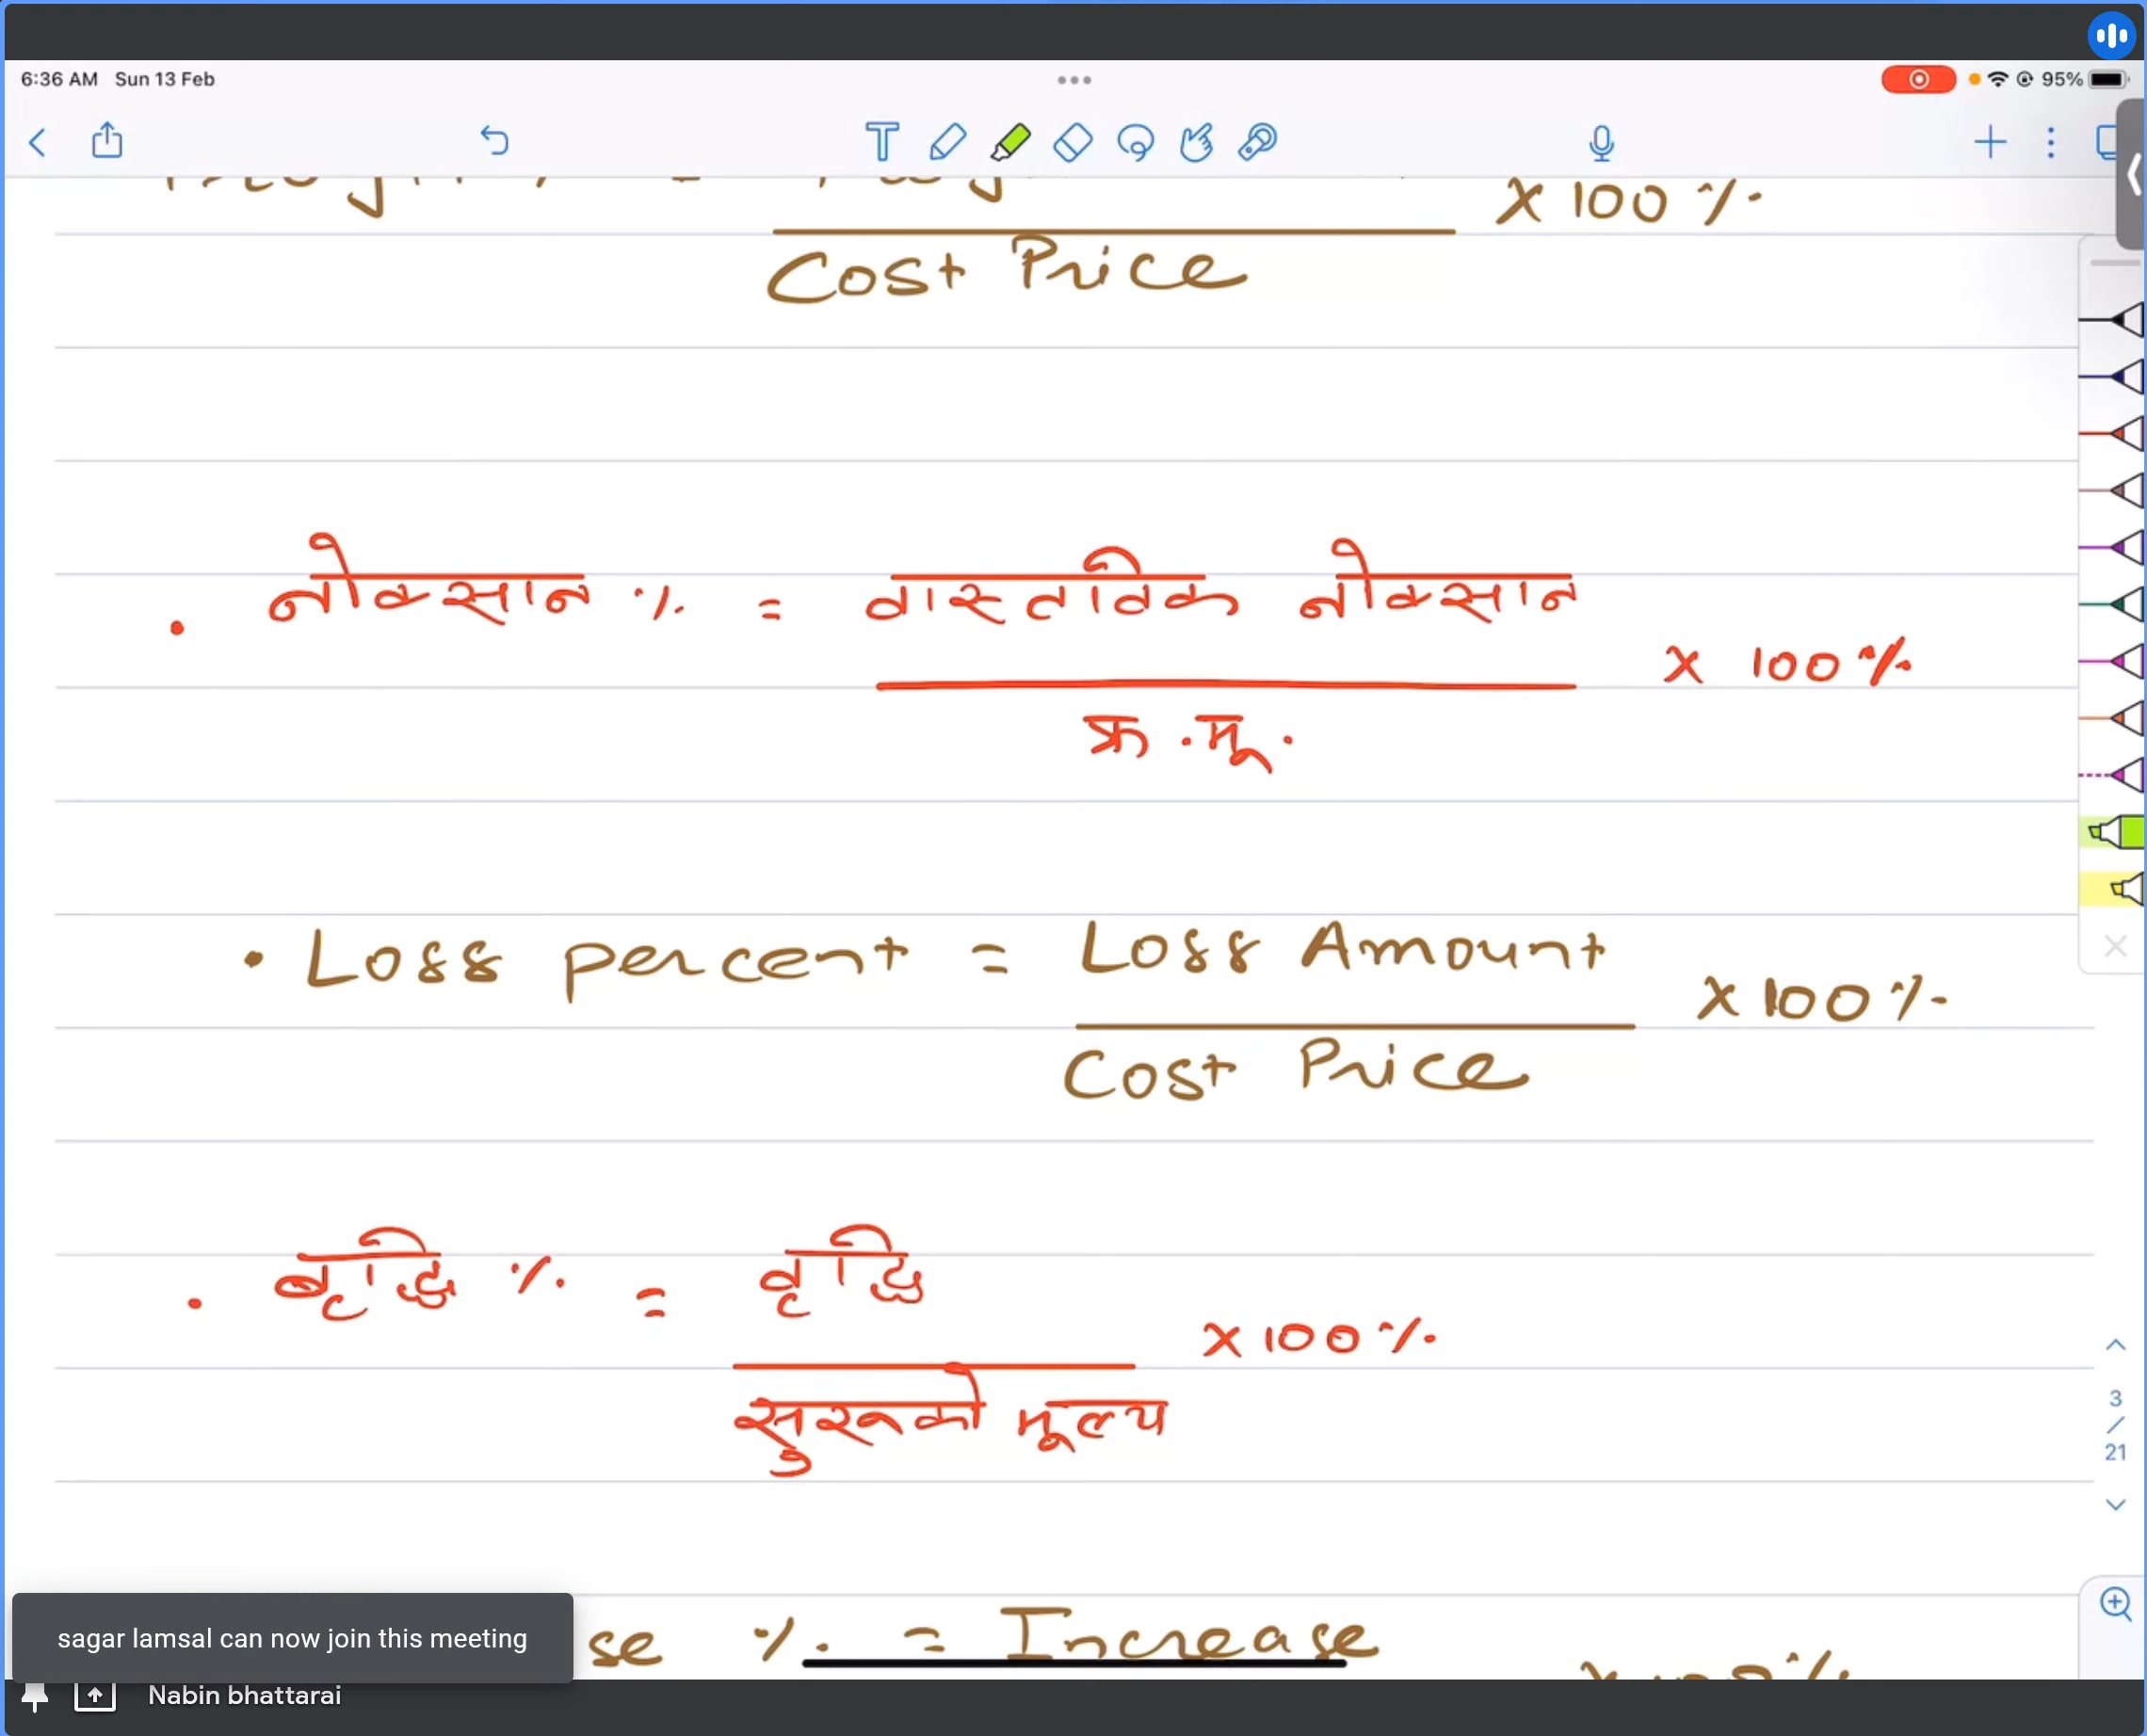 6:36 AM Sun 13 Feb
95%
T
X 100 %
Cost Price
. नोक्सान % = वास्तविक नोक्सान
x 100 %
क्र . मू .
. Loss percent = Loss Amount
X 100 %
Cost Price
. बृद्धि % = वृद्धि
X 100 %
सुरूको मूल्य
3
/
21
se % = Increase
sagar lamsal can now join this meeting
Nabin bhattarai